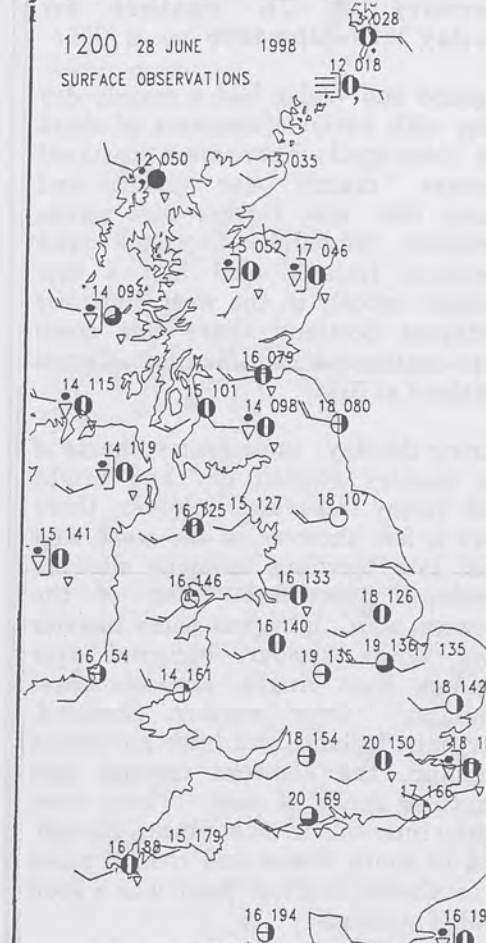 13 028
1200 28 JUNE 1998
12 018
SURFACE OBSERVATIONS
12 050 13 035
15 052 17 046
14 093
16 079
14 115 15 101 14 098 18 080
14 119
15 141 16 125 15 127 18 107
16 146 16 133 18 126
16 140 19 136 17 135
16 154 14 161 19 135
18 142
18 154 20 150 18
20 169 17 166
16 188 15 179
16 194 16